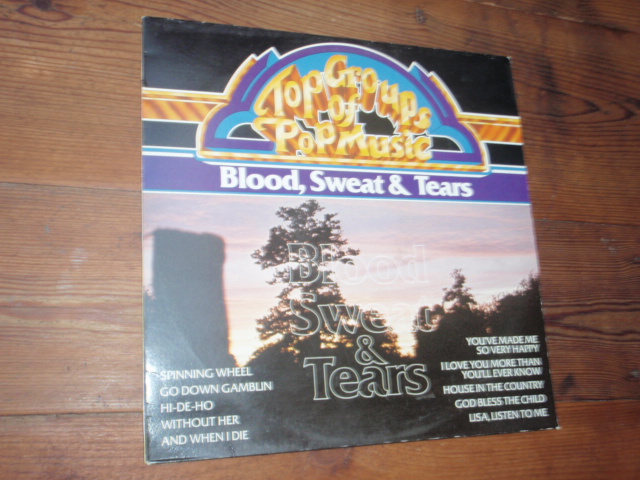 Top Groups
of
Pop Music
Blood, Sweat & Tears
Blood
Sweat
&
Tears
SPINNING WHEEL
GO DOWN GAMBLIN
HI-DE-HO
WITHOUT HER
AND WHEN I DIE
YOU'VE MADE ME
SO VERY HAPPY
I LOVE YOU MORE THAN
YOU'LL EVER KNOW
HOUSE IN THE COUNTRY
GOD BLESS THE CHILD
LISA, LISTEN TO ME